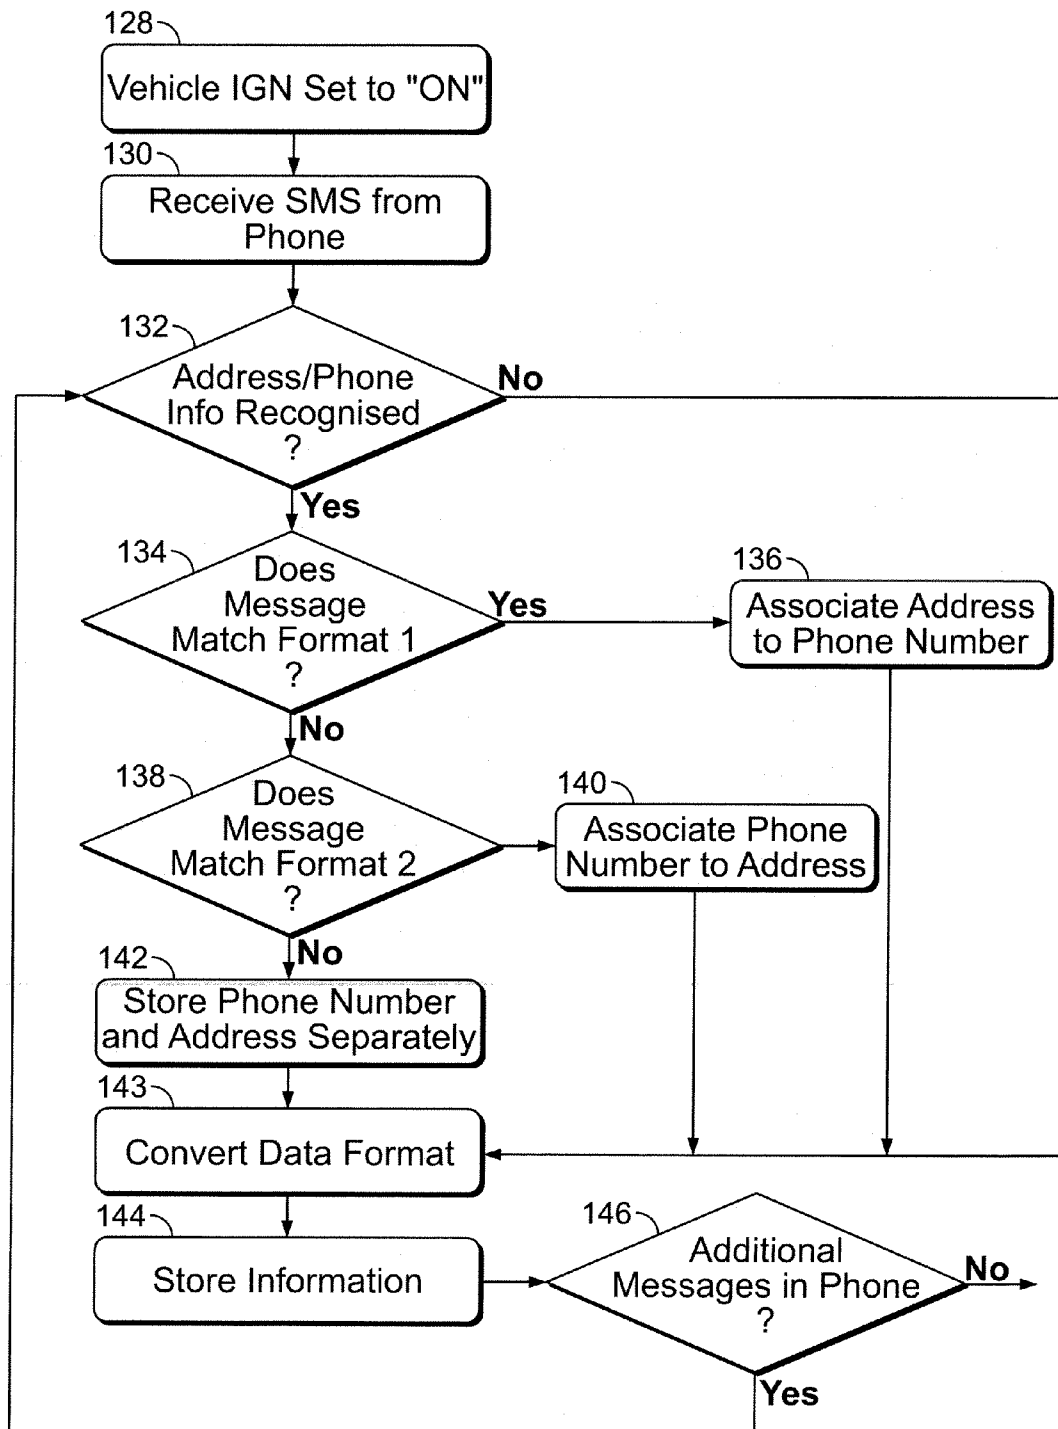 128
Vehicle IGN Set to "ON"
130
Receive SMS from
Phone
132
Address/Phone
Info Recognised
?
No
Yes
134
Does
Message
Match Format 1
?
Yes
136
Associate Address
to Phone Number
No
138
Does
Message
Match Format 2
?
140
Associate Phone
Number to Address
No
142
Store Phone Number
and Address Separately
143
Convert Data Format
144
Store Information
146
Additional
Messages in Phone
?
No
Yes